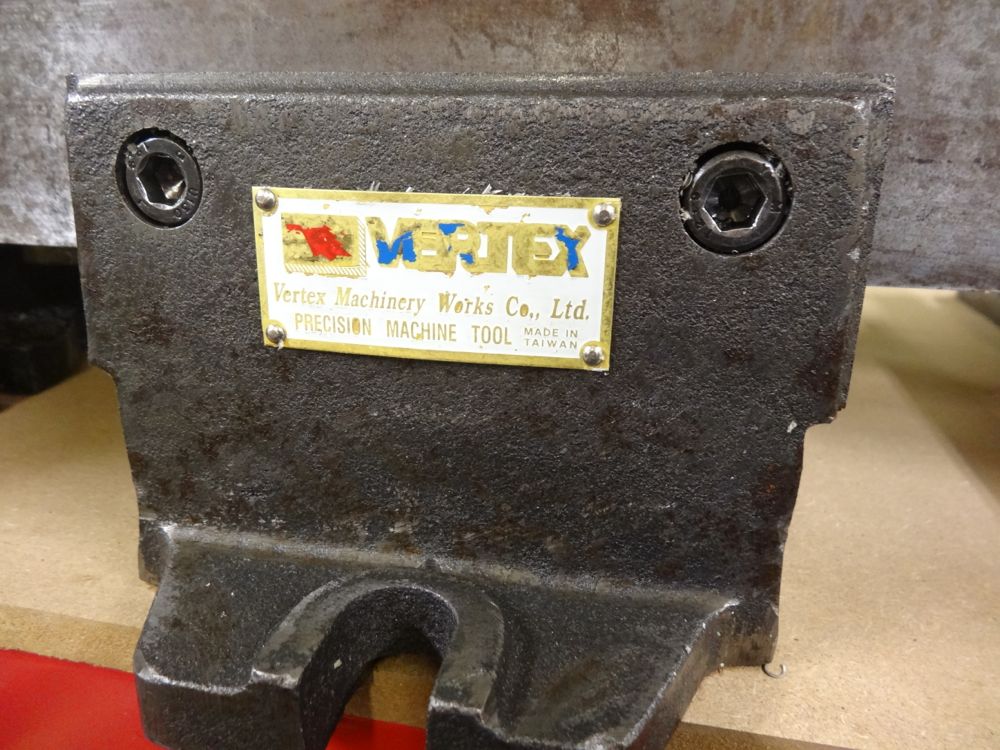 VERTEX
Vertex Machinery Works Co., Ltd.
PRECISION MACHINE TOOL MADE IN
TAIWAN